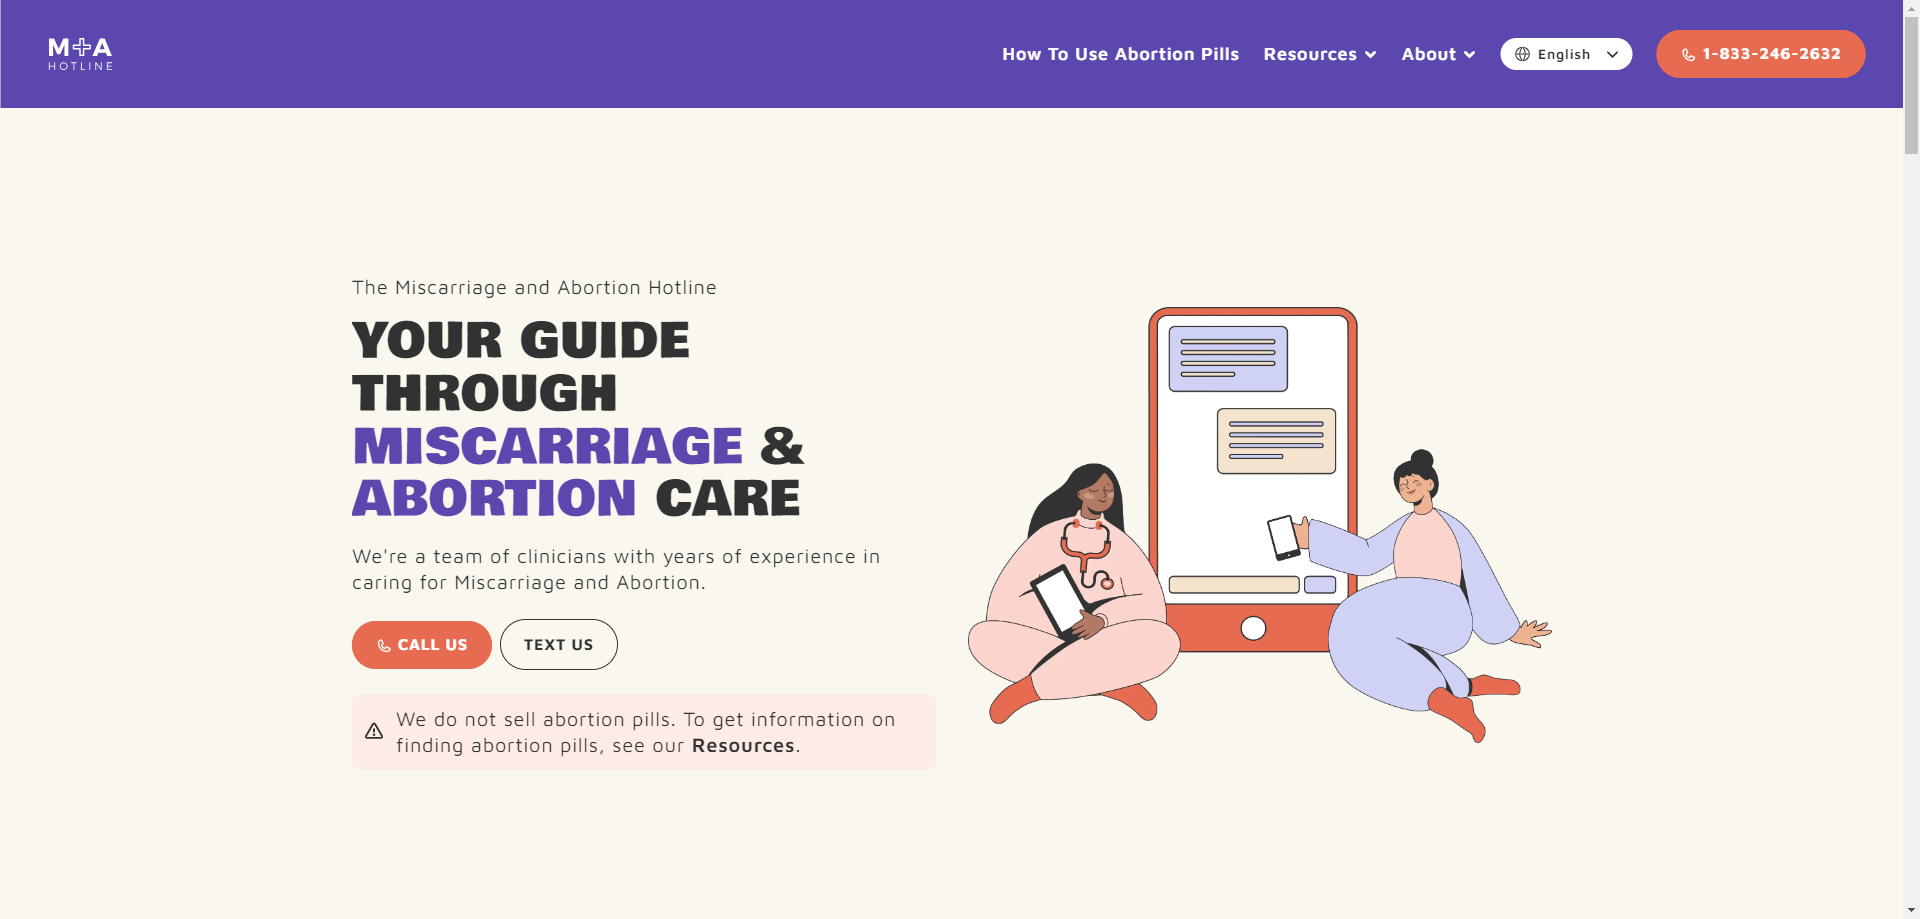 M+A
HOTLINE
How To Use Abortion Pills
Resources
About
English
1-833-246-2632
The Miscarriage and Abortion Hotline
YOUR GUIDE
THROUGH
MISCARRIAGE &
ABORTION CARE
We're a team of clinicians with years of experience in
caring for Miscarriage and Abortion.
CALL US
TEXT US
We do not sell abortion pills. To get information on
finding abortion pills, see our Resources.